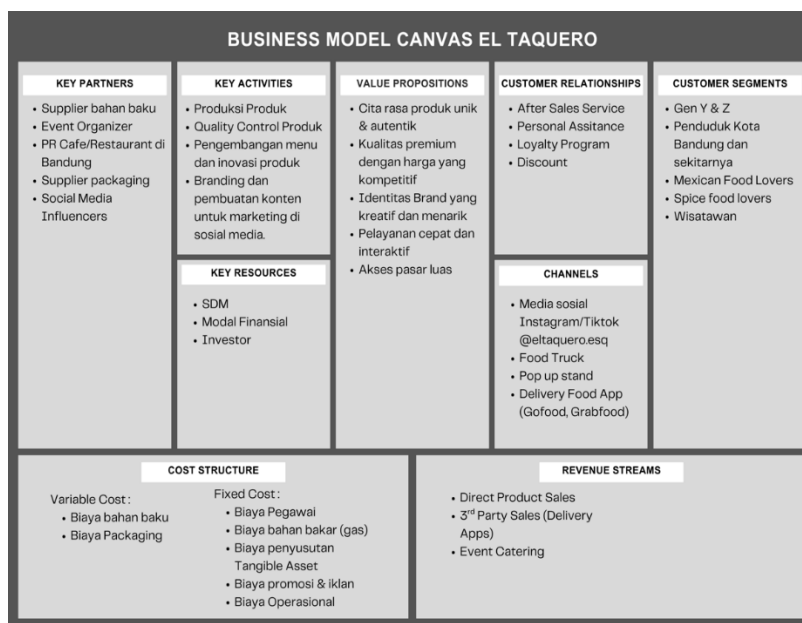 BUSINESS MODEL CANVAS EL TAQUERO
KEY PARTNERS
• Supplier bahan baku
• Event Organizer
• PR Cafe/Restaurant di
Bandung
• Supplier packaging
• Social Media
Influencers
KEY ACTIVITIES
• Produksi Produk
• Quality Control Produk
• Pengembangan menu
dan inovasi produk
• Branding dan
pembuatan konten
untuk marketing di
sosial media.
KEY RESOURCES
• SDM
• Modal Finansial
• Investor
VALUE PROPOSITIONS
• Cita rasa produk unik
& autentik
• Kualitas premium
dengan harga yang
kompetitif
• Identitas Brand yang
kreatif dan menarik
• Pelayanan cepat dan
interaktif
• Akses pasar luas
CUSTOMER RELATIONSHIPS
• After Sales Service
• Personal Assitance
• Loyalty Program
• Discount
CHANNELS
• Media sosial
Instagram/Tiktok
@eltaquero.esq
• Food Truck
• Pop up stand
• Delivery Food App
(Gofood, Grabfood)
CUSTOMER SEGMENTS
• Gen Y & Z
• Penduduk Kota
Bandung dan
sekitarnya
• Mexican Food Lovers
• Spice food lovers
• Wisatawan
COST STRUCTURE
Variable Cost :
• Biaya bahan baku
• Biaya Packaging
Fixed Cost :
• Biaya Pegawai
• Biaya bahan bakar (gas)
• Biaya penyusutan
Tangible Asset
• Biaya promosi & iklan
• Biaya Operasional
REVENUE STREAMS
• Direct Product Sales
• 3rd Party Sales (Delivery
Apps)
• Event Catering